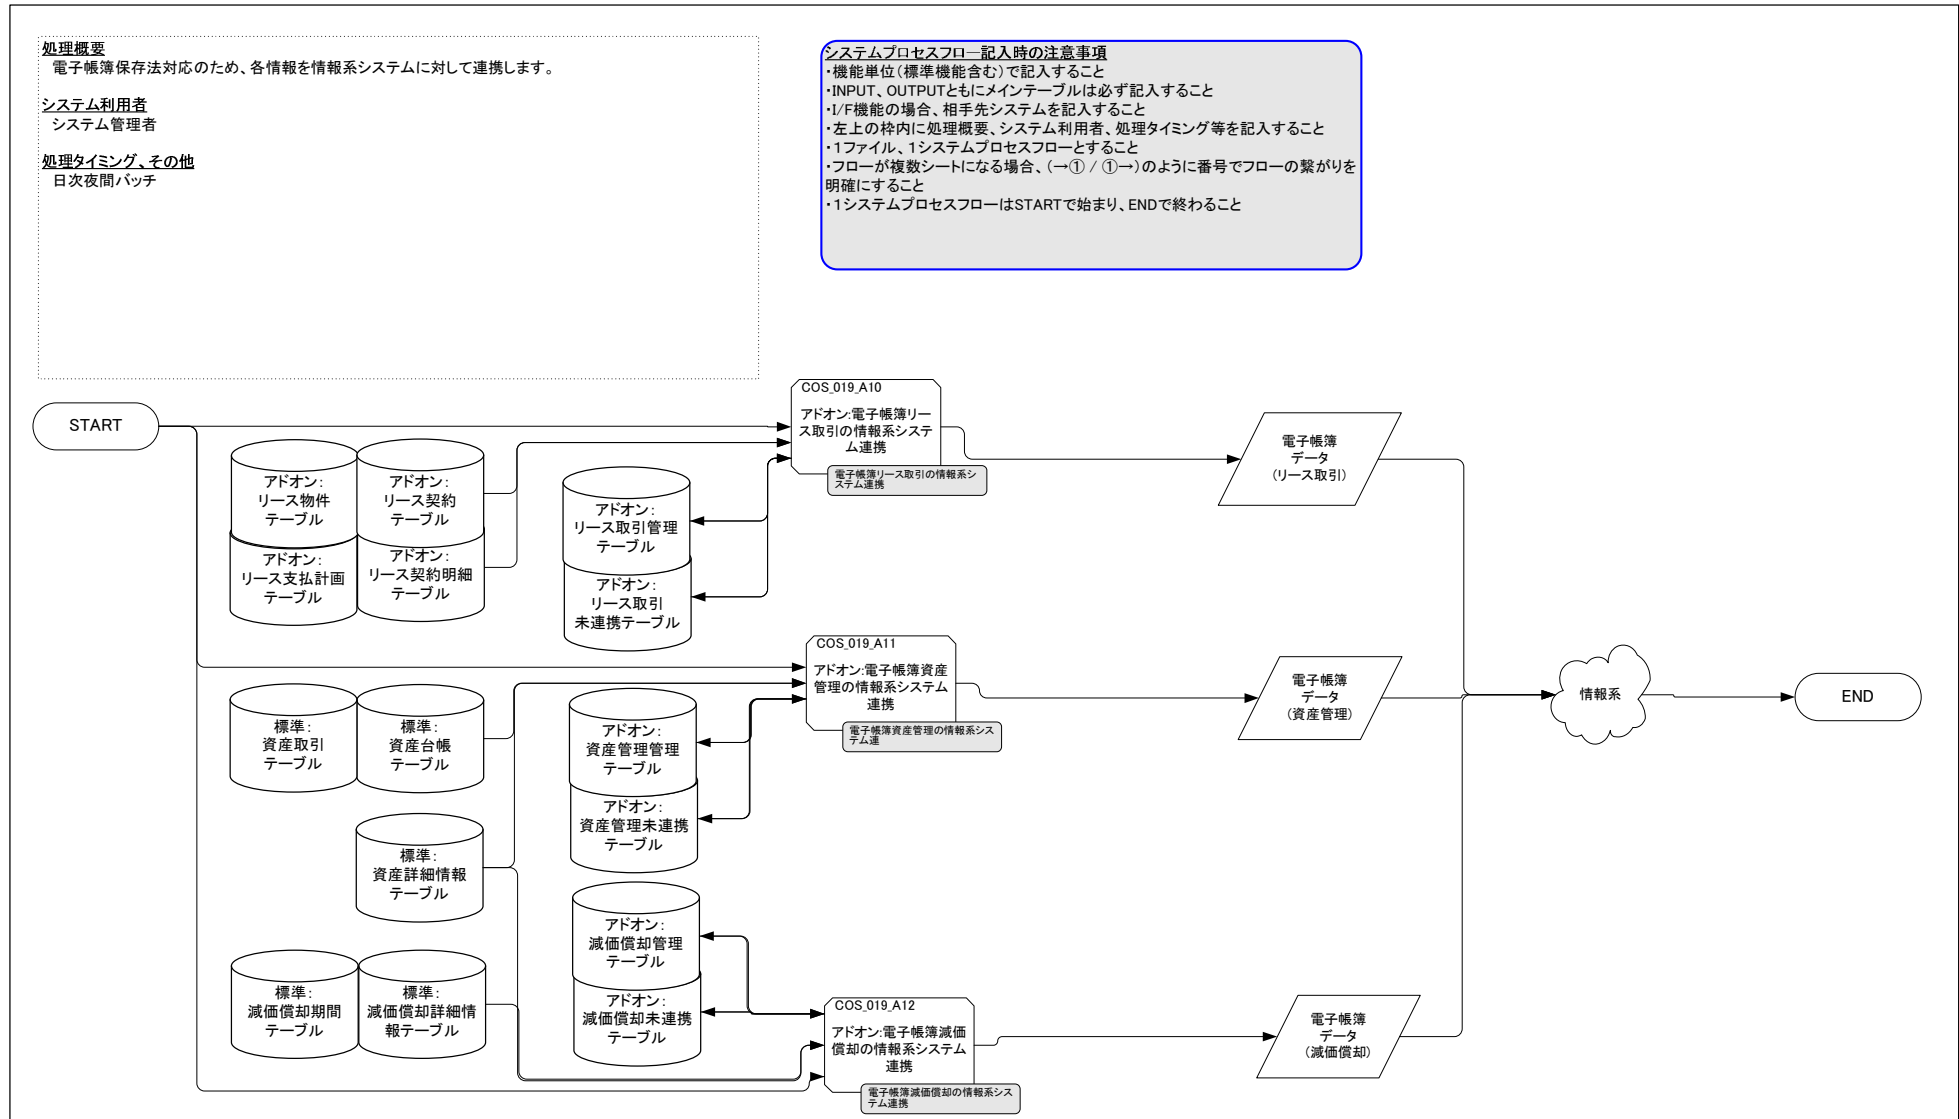 処理概要
電子帳簿保存法対応のため、各情報を情報系システムに対して連携します。
システム利用者
システム管理者
処理タイミング、その他
日次夜間バッチ
システムプロセスフロー記入時の注意事項
・機能単位（標準機能含む）で記入すること
・INPUT、OUTPUTともにメインテーブルは必ず記入すること
・I/F機能の場合、相手先システムを記入すること
・左上の枠内に処理概要、システム利用者、処理タイミング等を記入すること
・1ファイル、1システムプロセスフローとすること
・フローが複数シートになる場合、（→① / ①→）のように番号でフローの繋がりを
明確にすること
・1システムプロセスフローはSTARTで始まり、ENDで終わること
START
COS_019_A10
アドオン:電子帳簿リー
ス取引の情報系システ
ム連携
電子帳簿リース取引の情報系シ
ステム連携
電子帳簿
データ
（リース取引）
アドオン：
リース物件
テーブル
アドオン：
リース契約
テーブル
アドオン：
リース支払計画
テーブル
アドオン：
リース契約明細
テーブル
アドオン：
リース取引管理
テーブル
アドオン：
リース取引
未連携テーブル
COS_019_A11
アドオン:電子帳簿資産
管理の情報系システム
連携
電子帳簿資産管理の情報系シス
テム連
電子帳簿
データ
（資産管理）
情報系
END
標準：
資産取引
テーブル
標準：
資産台帳
テーブル
アドオン：
資産管理管理
テーブル
アドオン：
資産管理未連携
テーブル
標準：
資産詳細情報
テーブル
アドオン：
減価償却管理
テーブル
アドオン：
減価償却未連携
テーブル
標準：
減価償却期間
テーブル
標準：
減価償却詳細情
報テーブル
COS_019_A12
アドオン:電子帳簿減価
償却の情報系システム
連携
電子帳簿減価償却の情報系シス
テム連携
電子帳簿
データ
（減価償却）